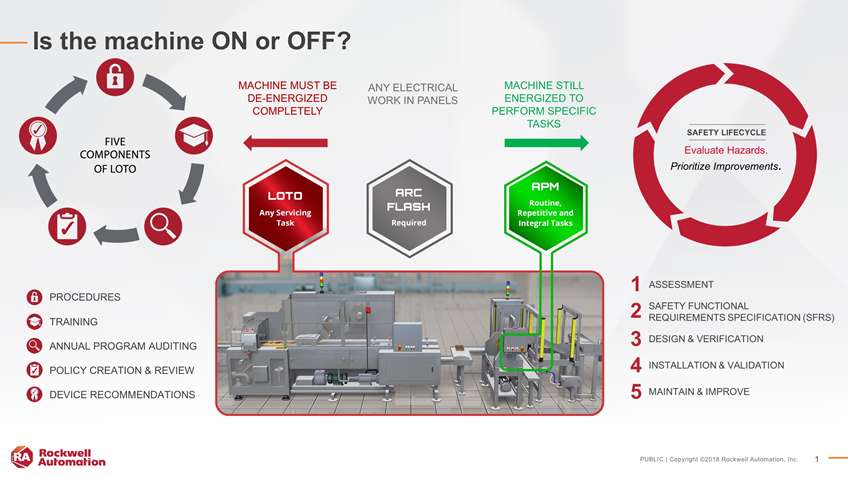 Is the machine ON or OFF?
FIVE
COMPONENTS
OF LOTO
MACHINE MUST BE
DE-ENERGIZED
COMPLETELY
ANY ELECTRICAL
WORK IN PANELS
MACHINE STILL
ENERGIZED TO
PERFORM SPECIFIC
TASKS
LOTO
Any Servicing
Task
ARC
FLASH
Required
APM
Routine,
Repetitive and
Integral Tasks
SAFETY LIFECYCLE
Evaluate Hazards.
Prioritize Improvements.
PROCEDURES
TRAINING
ANNUAL PROGRAM AUDITING
POLICY CREATION & REVIEW
DEVICE RECOMMENDATIONS
1 ASSESSMENT
2 SAFETY FUNCTIONAL
REQUIREMENTS SPECIFICATION (SFRS)
3 DESIGN & VERIFICATION
4 INSTALLATION & VALIDATION
5 MAINTAIN & IMPROVE
RA Rockwell
Automation
PUBLIC | Copyright ©2018 Rockwell Automation, Inc. 1